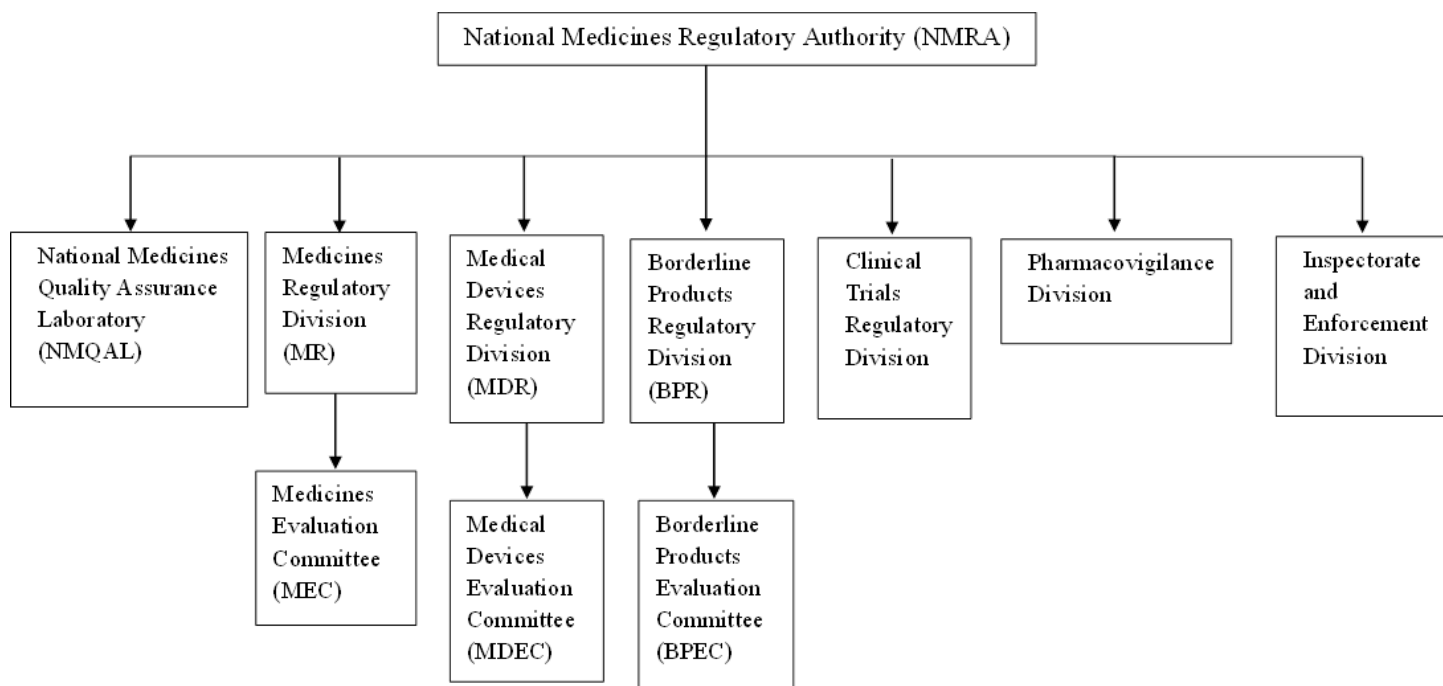 National Medicines Regulatory Authority (NMRA)
National Medicines
Quality Assurance
Laboratory
(NMQAL)
Medicines
Regulatory
Division
(MR)
Medical
Devices
Regulatory
Division
(MDR)
Borderline
Products
Regulatory
Division
(BPR)
Clinical
Trials
Regulatory
Division
Pharmacovigilance
Division
Inspectorate
and
Enforcement
Division
Medicines
Evaluation
Committee
(MEC)
Medical
Devices
Evaluation
Committee
(MDEC)
Borderline
Products
Evaluation
Committee
(BPEC)